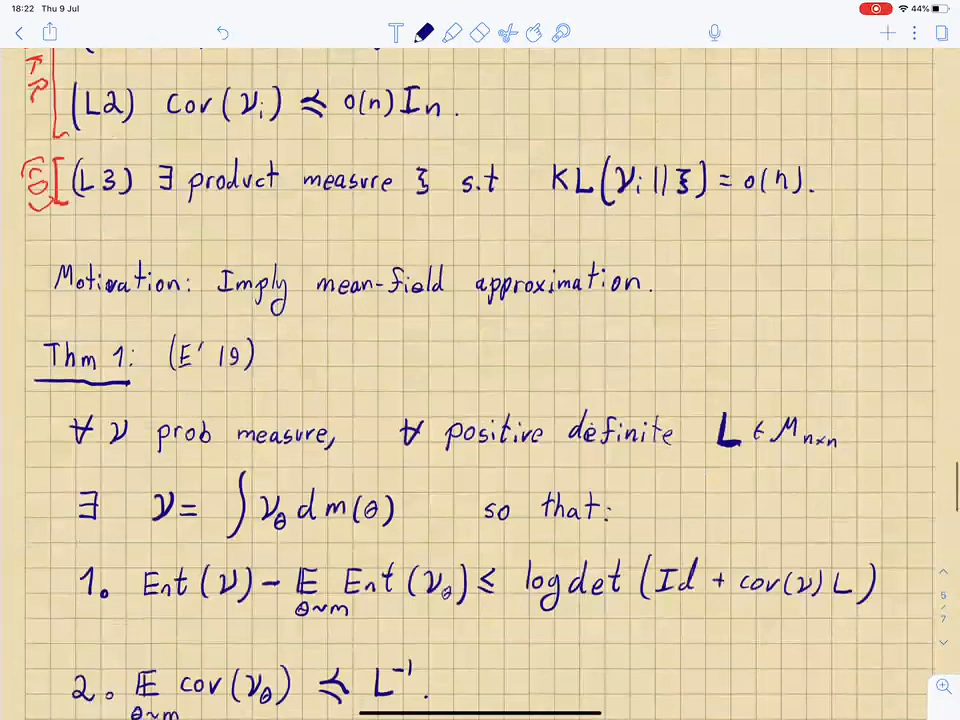 18:22 Thu 9 Jul
44%
(L2) Cov(ν_i) ≼ o(n) I_n.
(L3) ∃ product measure ξ s.t KL(ν_i || ξ) = o(n).
Motivation: Imply mean-field approximation.
Thm 1: (E'19)
∀ ν prob measure, ∀ positive definite L ∈ M_{n×n}
∃ ν = ∫ ν_θ dm(θ) so that:
1. Ent(ν) - 𝔼_{θ~m} Ent(ν_θ) ≤ log det (Id + cov(ν) L)
2. 𝔼_{θ~m} cov(ν_θ) ≼ L^{-1}.
5 / 7